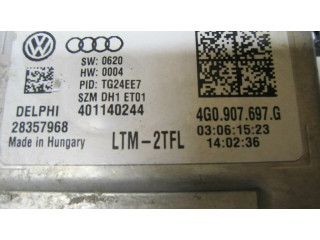 SW: 0620
HW: 0004
PID: TG24EE7
SZM DH1 ET01
DELPHI 401140244
28357968
Made in Hungary
LTM-2TFL
4G0.907.697.G
03:06:15:23
14:02:36